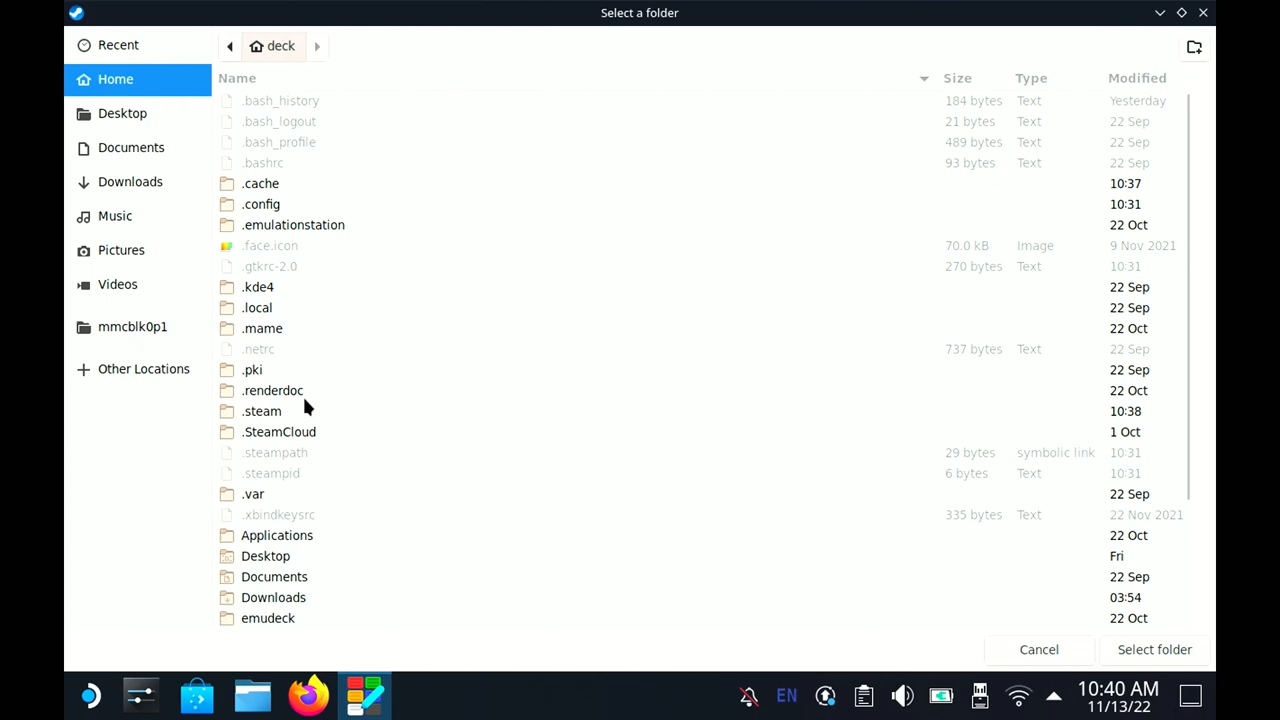 Select a folder
Recent
Home
Desktop
Documents
Downloads
Music
Pictures
Videos
mmcblk0p1
Other Locations
deck
Name Size Type Modified
.bash_history 184 bytes Text Yesterday
.bash_logout 21 bytes Text 22 Sep
.bash_profile 489 bytes Text 22 Sep
.bashrc 93 bytes Text 22 Sep
.cache 10:37
.config 10:31
.emulationstation 22 Oct
.face.icon 70.0 kB Image 9 Nov 2021
.gtkrc-2.0 270 bytes Text 10:31
.kde4 22 Sep
.local 22 Sep
.mame 22 Oct
.netrc 737 bytes Text 22 Sep
.pki 22 Sep
.renderdoc 22 Oct
.steam 10:38
.SteamCloud 1 Oct
.steampath 29 bytes symbolic link 10:31
.steampid 6 bytes Text 10:31
.var 22 Sep
.xbindkeysrc 335 bytes Text 22 Nov 2021
Applications 22 Oct
Desktop Fri
Documents 22 Sep
Downloads 03:54
emudeck 22 Oct
Cancel Select folder
EN
10:40 AM
11/13/22